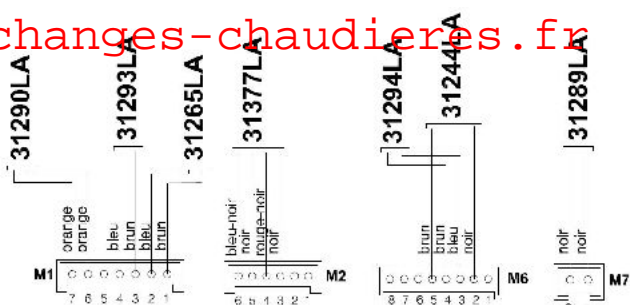 changes-chaudieres.fr
31290LA
31293LA
31265LA
31377LA
31294LA
31244LA
31289LA
orange
orange
bleu
brun
bleu
brun
bleu-noir
noir
rouge-noir
noir
brun
brun
bleu
noir
noir
noir
M1
7 6 5 4 3 2 1
M2
6 5 4 3 2 1
M6
8 7 6 5 4 3 2 1
M7